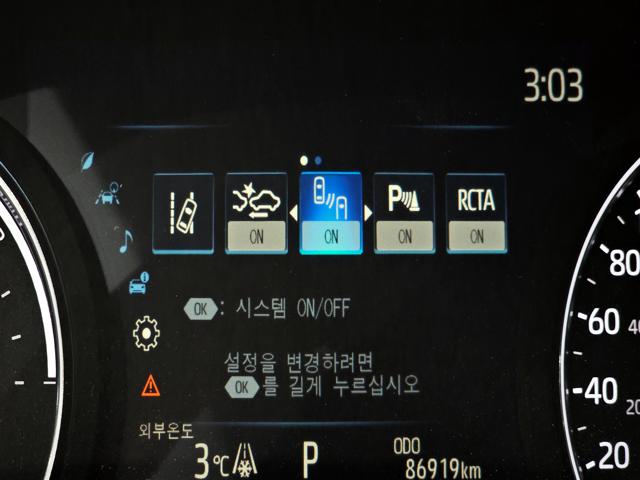 3:03
P RCTA
ON ON ON ON
OK : 시스템 ON/OFF
설정을 변경하려면
OK 를 길게 누르십시오
외부온도
3℃ P ODO 86919km
80
60
40
20